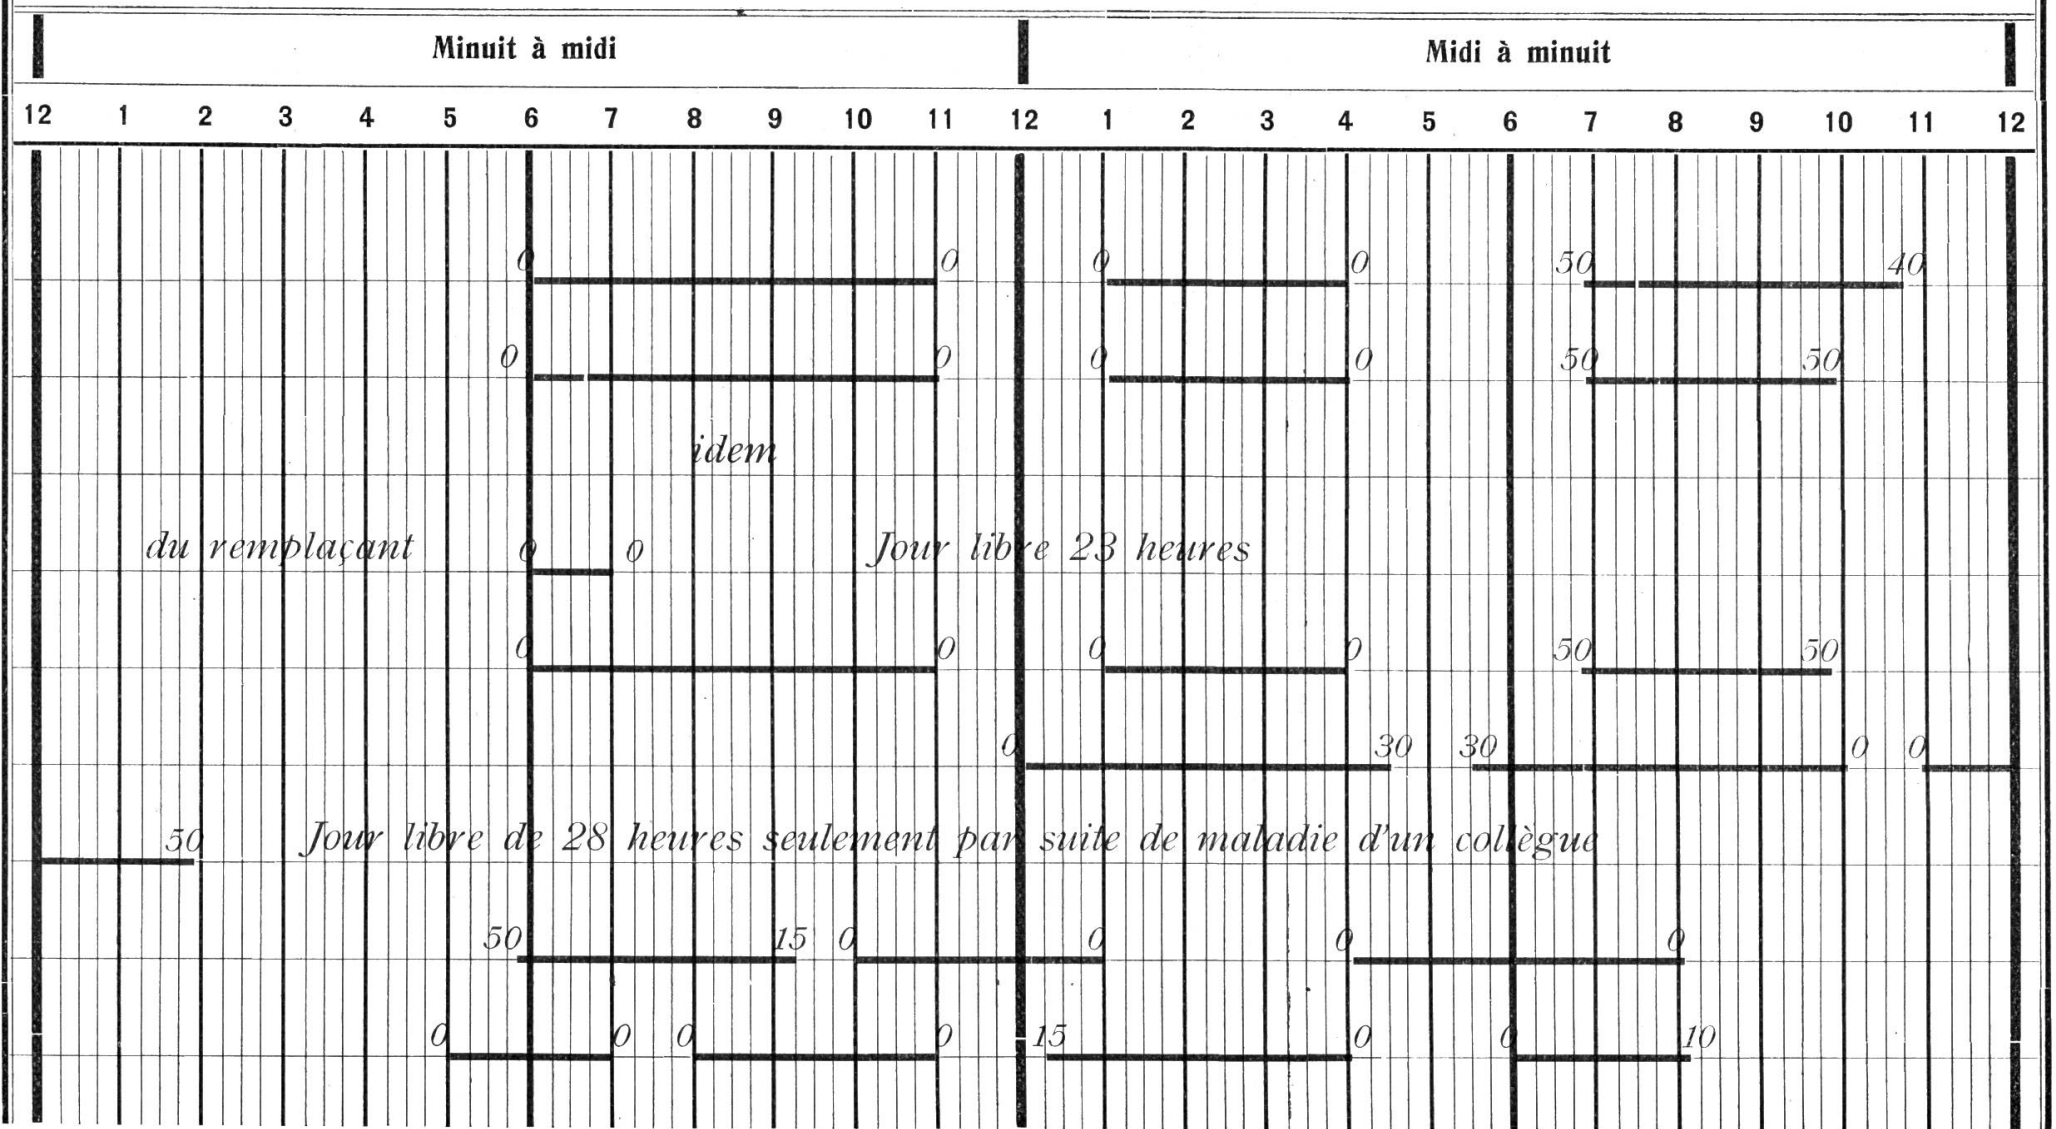 Minuit à midi Midi à minuit
12 1 2 3 4 5 6 7 8 9 10 11 12 1 2 3 4 5 6 7 8 9 10 11 12
0 0 0 0 50 40
0 0 0 0 50 50
idem
du remplaçant 0 0 Jour libre 23 heures
0 0 0 0 50 50
0 30 30 0 0
50 Jour libre de 28 heures seulement par suite de maladie d'un collègue
50 15 0 0 0 0
0 0 0 0 15 0 0 10